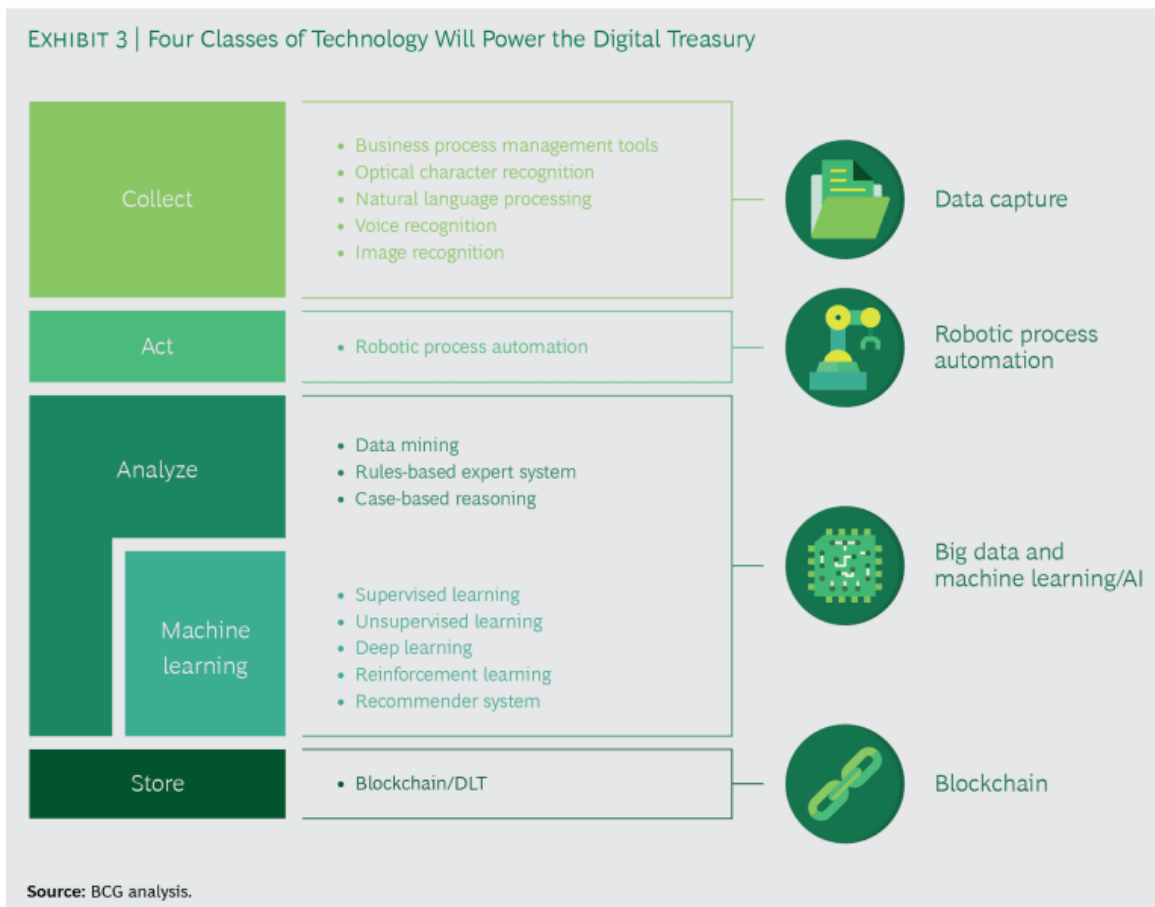 EXHIBIT 3 | Four Classes of Technology Will Power the Digital Treasury
Collect
• Business process management tools
• Optical character recognition
• Natural language processing
• Voice recognition
• Image recognition
Data capture
Act
• Robotic process automation
Robotic process
automation
Analyze
• Data mining
• Rules-based expert system
• Case-based reasoning
Machine
learning
• Supervised learning
• Unsupervised learning
• Deep learning
• Reinforcement learning
• Recommender system
Big data and
machine learning/AI
Store
• Blockchain/DLT
Blockchain
Source: BCG analysis.